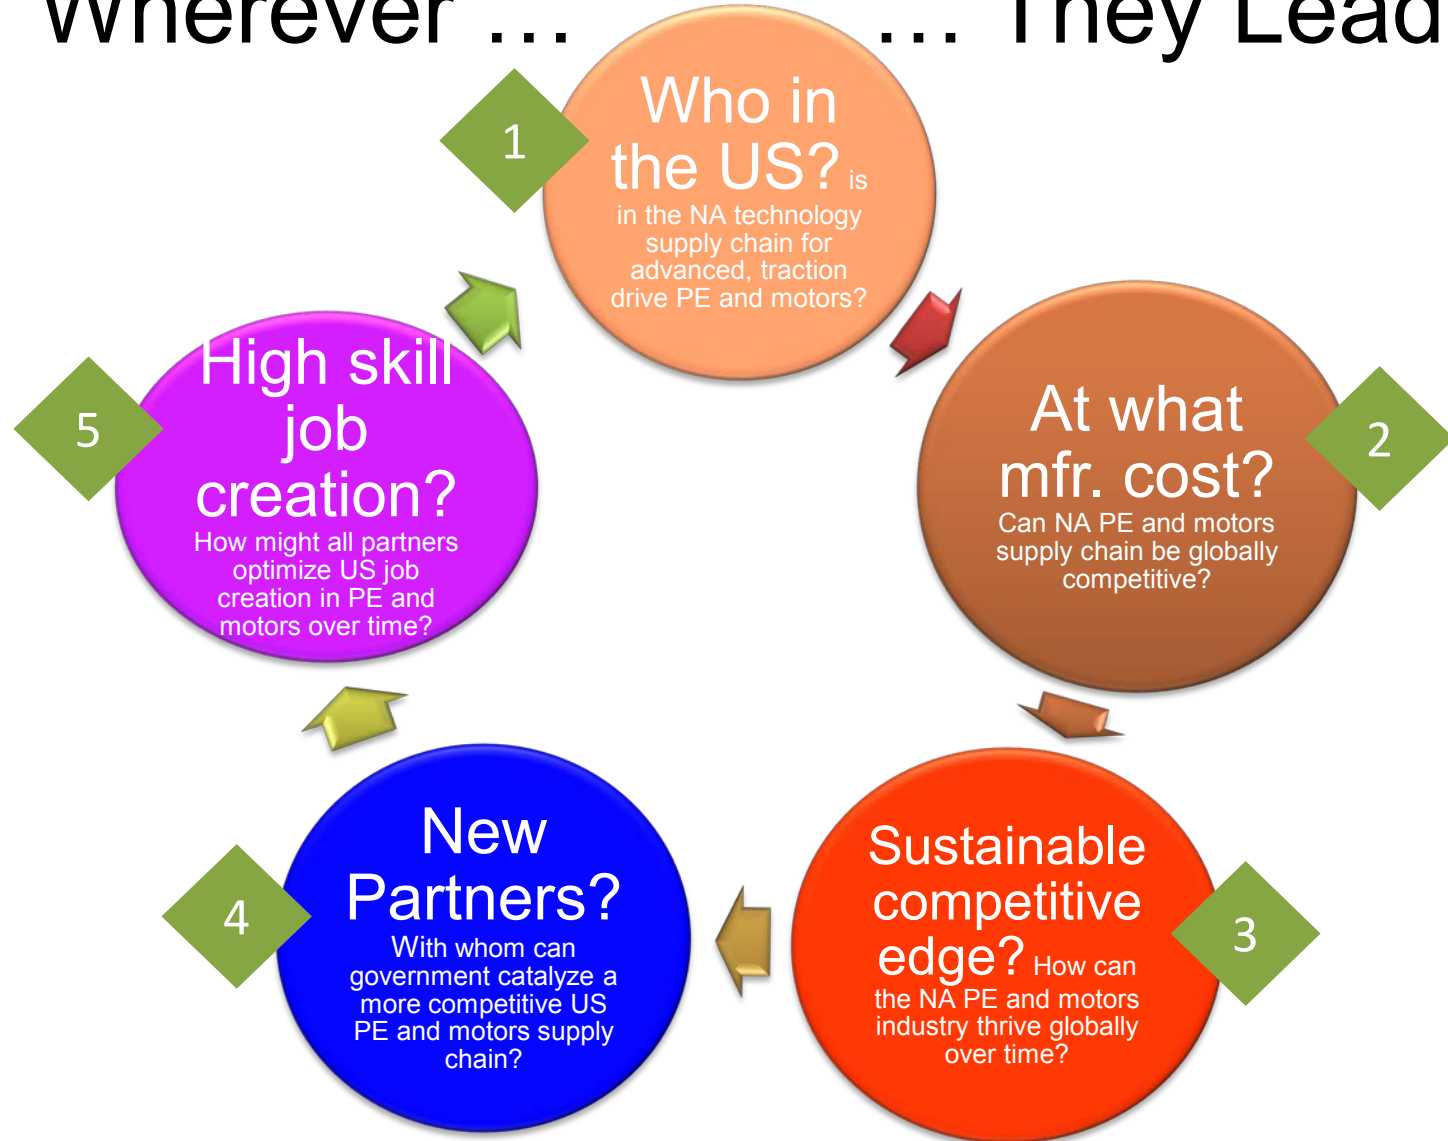 Wherever … … They Lead
1
Who in
the US? is
in the NA technology
supply chain for
advanced, traction
drive PE and motors?
2
At what
mfr. cost?
Can NA PE and motors
supply chain be globally
competitive?
3
Sustainable
competitive
edge? How can
the NA PE and motors
industry thrive globally
over time?
4
New
Partners?
With whom can
government catalyze a
more competitive US
PE and motors supply
chain?
5
High skill
job
creation?
How might all partners
optimize US job
creation in PE and
motors over time?